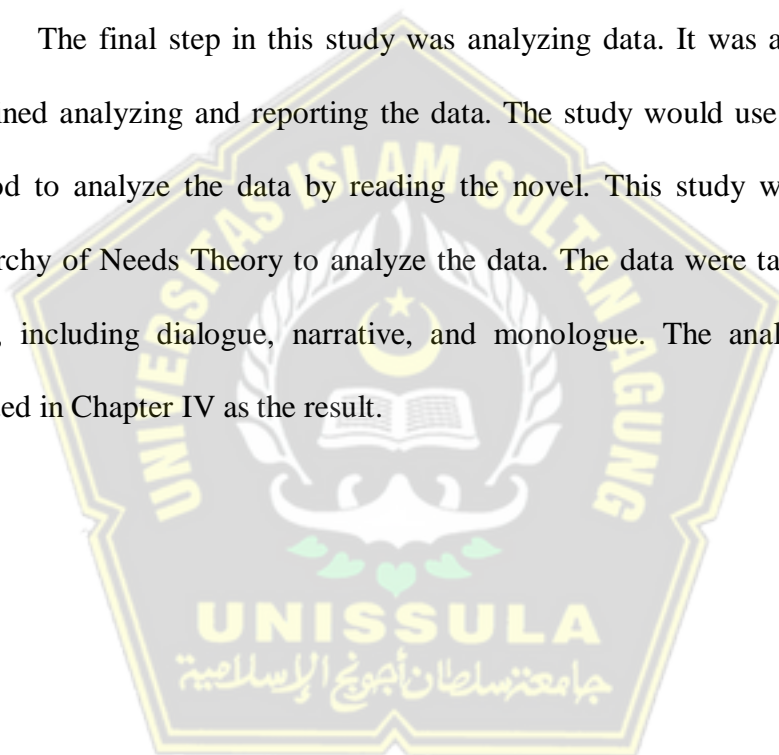 The final step in this study was analyzing data. It was a
ned analyzing and reporting the data. The study would use
od to analyze the data by reading the novel. This study w
rchy of Needs Theory to analyze the data. The data were ta
, including dialogue, narrative, and monologue. The anal
ed in Chapter IV as the result.
UNIVERSITAS ISLAM SULTAN AGUNG
UNISSULA
جامعة سلطان أجونج الإسلامية